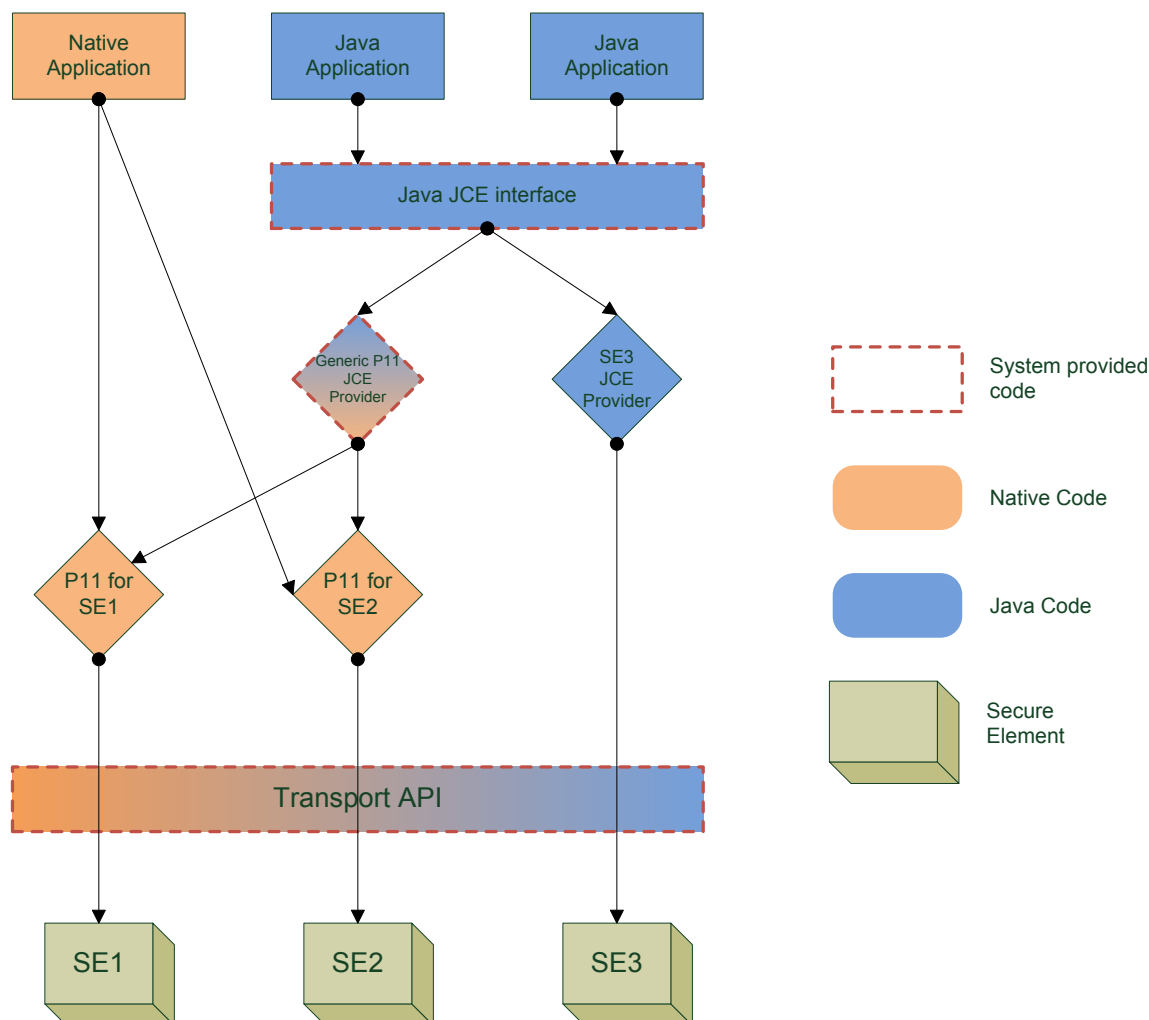 Native
Application
Java
Application
Java
Application
Java JCE interface
Generic P11
JCE
Provider
SE3
JCE
Provider
System provided
code
Native Code
P11 for
SE1
P11 for
SE2
Java Code
Secure
Element
Transport API
SE1
SE2
SE3